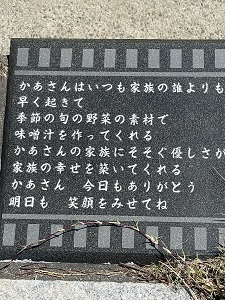 かあさんはいつも家族の誰よりも
早く起きて
季節の旬の野菜の素材で
味噌汁を作ってくれる
かあさんの家族にそそぐ優しさが
家族の幸せを築いてくれる
かあさん　今日もありがとう
明日も　笑顔をみせてね